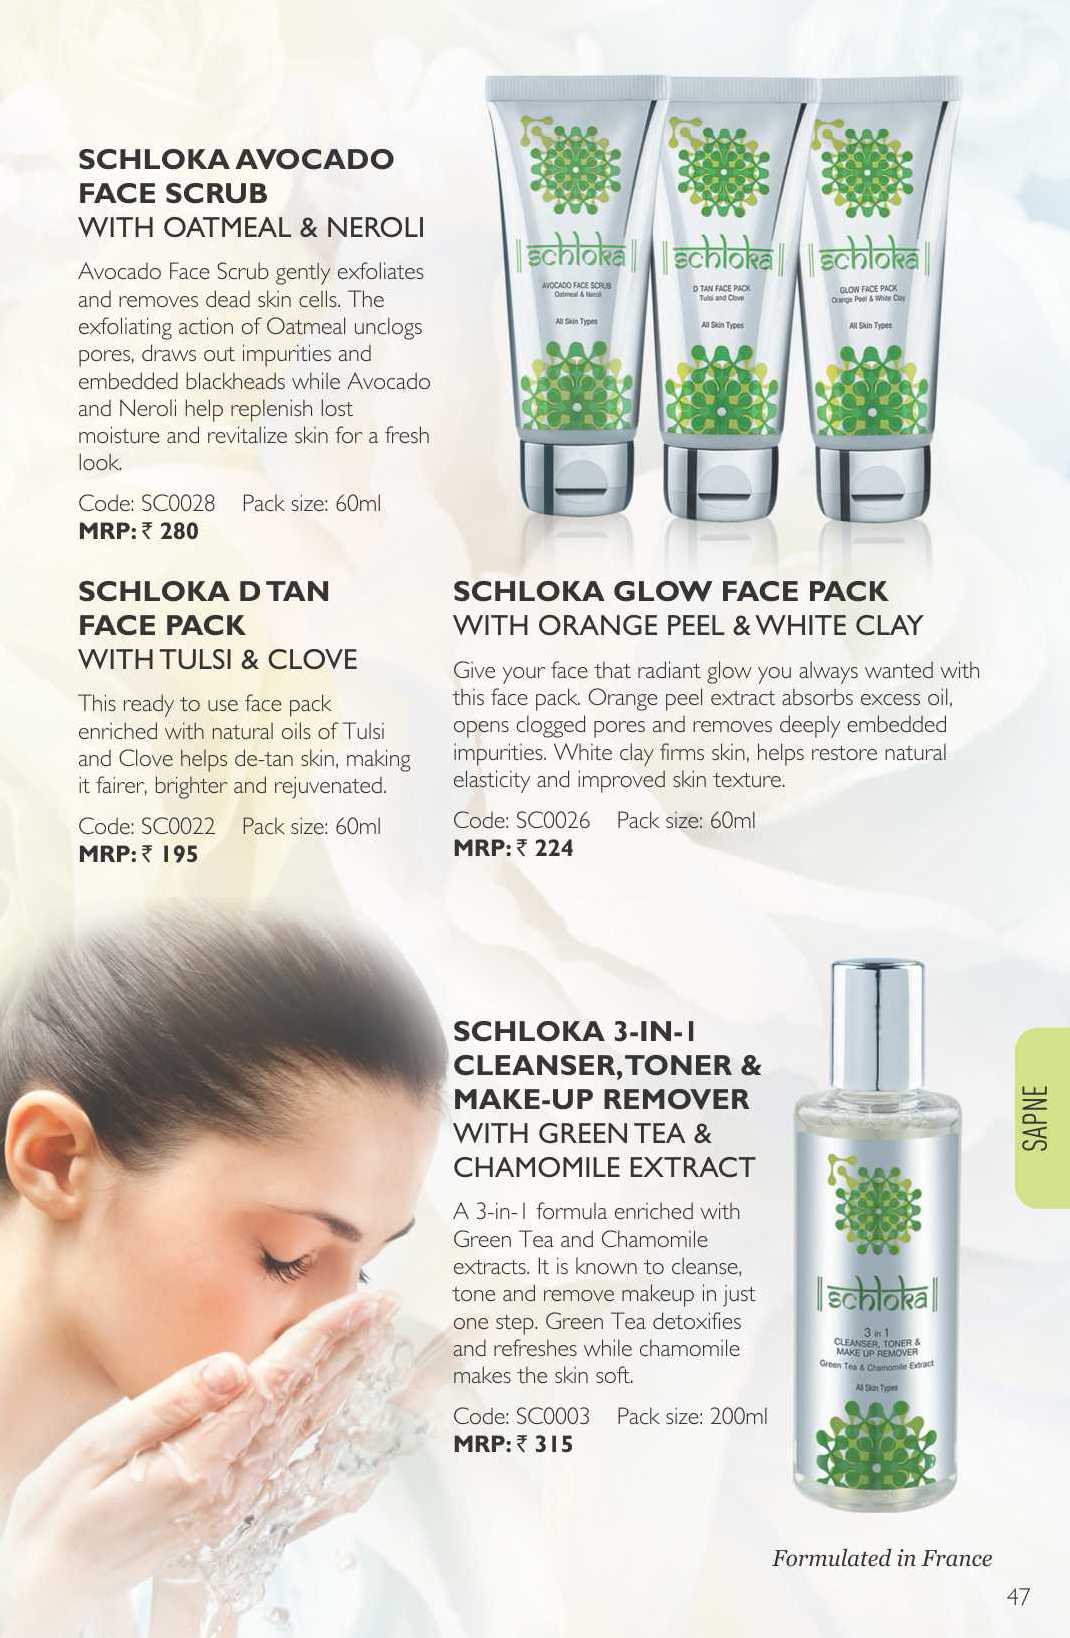 SCHLOKA AVOCADO
FACE SCRUB
WITH OATMEAL & NEROLI
Avocado Face Scrub gently exfoliates
and removes dead skin cells. The
exfoliating action of Oatmeal unclogs
pores, draws out impurities and
embedded blackheads while Avocado
and Neroli help replenish lost
moisture and revitalize skin for a fresh
look.
Code: SC0028 Pack size: 60ml
MRP: ₹ 280
schloka
AVOCADO FACE SCRUB
Oatmeal & Neroli
All Skin Types
schloka
D TAN FACE PACK
Tulsi and Clove
All Skin Types
schloka
GLOW FACE PACK
Orange Peel & White Clay
All Skin Types
SCHLOKA D TAN
FACE PACK
WITH TULSI & CLOVE
This ready to use face pack
enriched with natural oils of Tulsi
and Clove helps de-tan skin, making
it fairer, brighter and rejuvenated.
Code: SC0022 Pack size: 60ml
MRP: ₹ 195
SCHLOKA GLOW FACE PACK
WITH ORANGE PEEL & WHITE CLAY
Give your face that radiant glow you always wanted with
this face pack. Orange peel extract absorbs excess oil,
opens clogged pores and removes deeply embedded
impurities. White clay firms skin, helps restore natural
elasticity and improved skin texture.
Code: SC0026 Pack size: 60ml
MRP: ₹ 224
SCHLOKA 3-IN-1
CLEANSER, TONER &
MAKE-UP REMOVER
WITH GREEN TEA &
CHAMOMILE EXTRACT
A 3-in-1 formula enriched with
Green Tea and Chamomile
extracts. It is known to cleanse,
tone and remove makeup in just
one step. Green Tea detoxifies
and refreshes while chamomile
makes the skin soft.
Code: SC0003 Pack size: 200ml
MRP: ₹ 315
schloka
3 in 1
CLEANSER, TONER &
MAKE UP REMOVER
Green Tea & Chamomile Extract
All Skin Types
SAPNE
Formulated in France
47